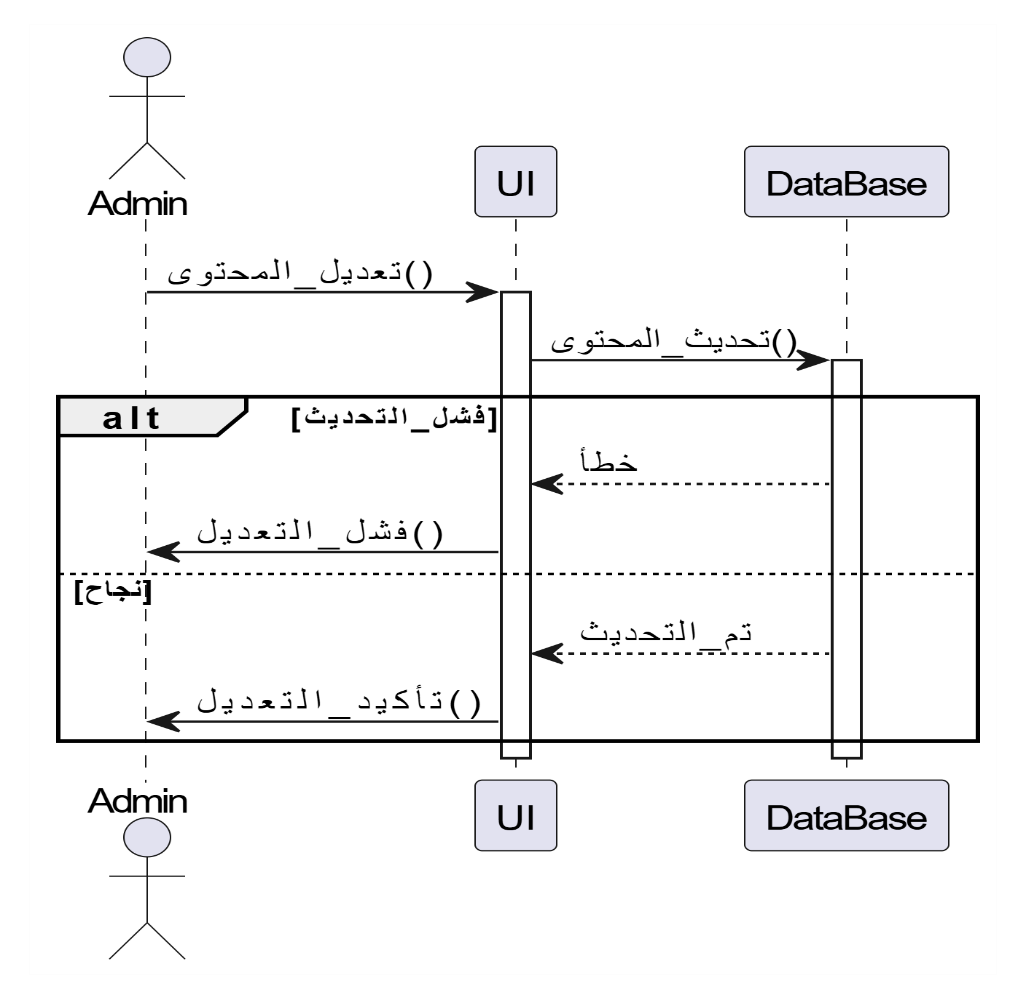 Admin
UI
DataBase
تعديل_المحتوى()
تحديث_المحتوى()
alt
[فشل_التحديث]
خطأ
فشل_التعديل()
[نجاح]
تم_التحديث
تأكيد_التعديل()
Admin
UI
DataBase